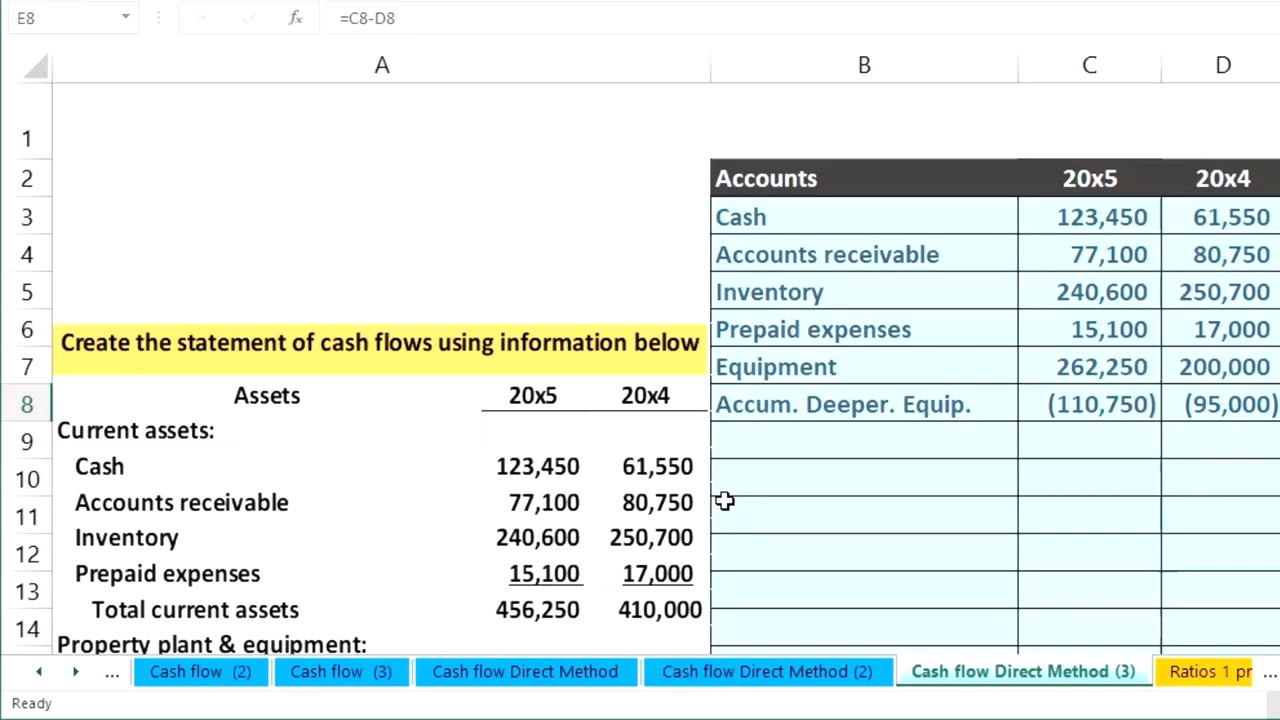 E8 fx =C8-D8
A B C D
1
2 Accounts 20x5 20x4
3 Cash 123,450 61,550
4 Accounts receivable 77,100 80,750
5 Inventory 240,600 250,700
6 Prepaid expenses 15,100 17,000
Create the statement of cash flows using information below
7 Equipment 262,250 200,000
Assets 20x5 20x4
8 Accum. Deeper. Equip. (110,750) (95,000)
9 Current assets:
10 Cash 123,450 61,550
11 Accounts receivable 77,100 80,750
12 Inventory 240,600 250,700
13 Prepaid expenses 15,100 17,000
14 Total current assets 456,250 410,000
Property plant & equipment:
... Cash flow (2) Cash flow (3) Cash flow Direct Method Cash flow Direct Method (2) Cash flow Direct Method (3) Ratios 1 pr ...
Ready